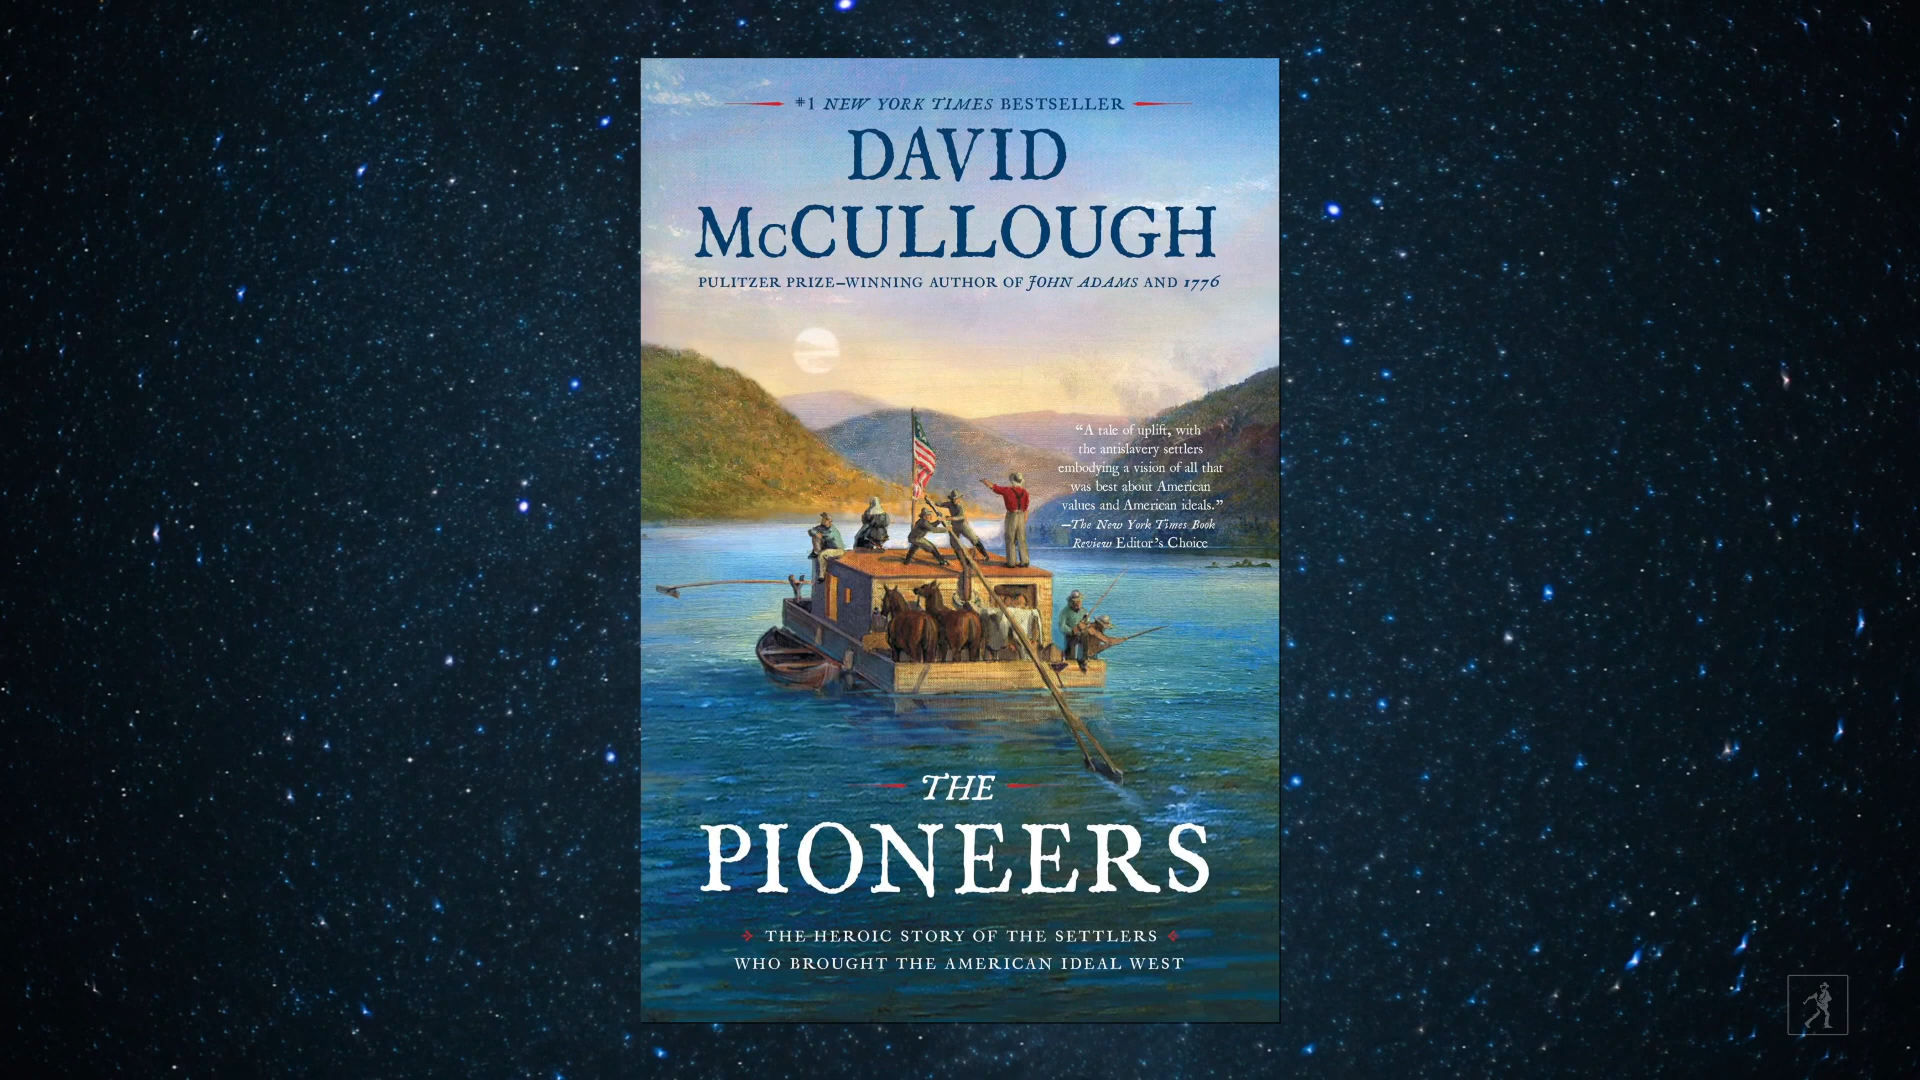 #1 NEW YORK TIMES BESTSELLER
DAVID
McCULLOUGH
PULITZER PRIZE–WINNING AUTHOR OF JOHN ADAMS AND 1776
“A tale of uplift, with
the antislavery settlers
embodying a vision of all that
was best about American
values and American ideals.”
—The New York Times Book
Review Editor’s Choice
THE
PIONEERS
THE HEROIC STORY OF THE SETTLERS
WHO BROUGHT THE AMERICAN IDEAL WEST